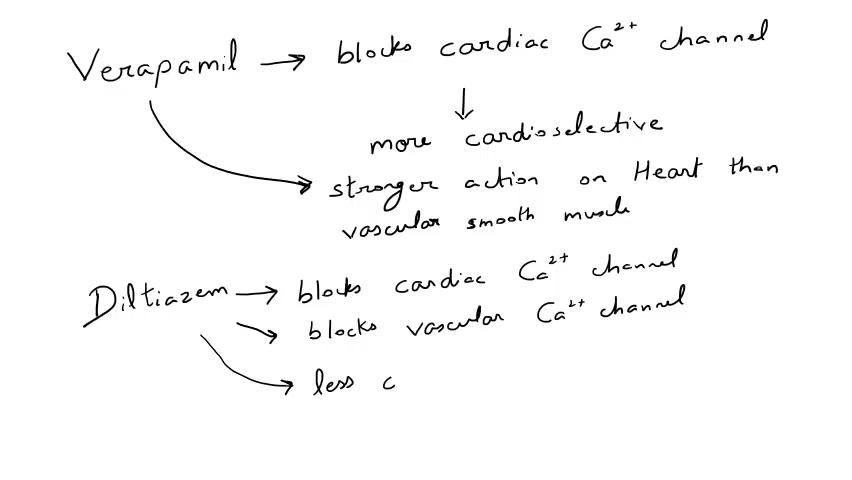 Verapamil → blocks cardiac Ca²⁺ channel
↓
more cardioselective
→ stronger action on Heart than
vascular smooth muscle
Diltiazem → blocks cardiac Ca²⁺ channel
→ blocks vascular Ca²⁺ channel
→ less c